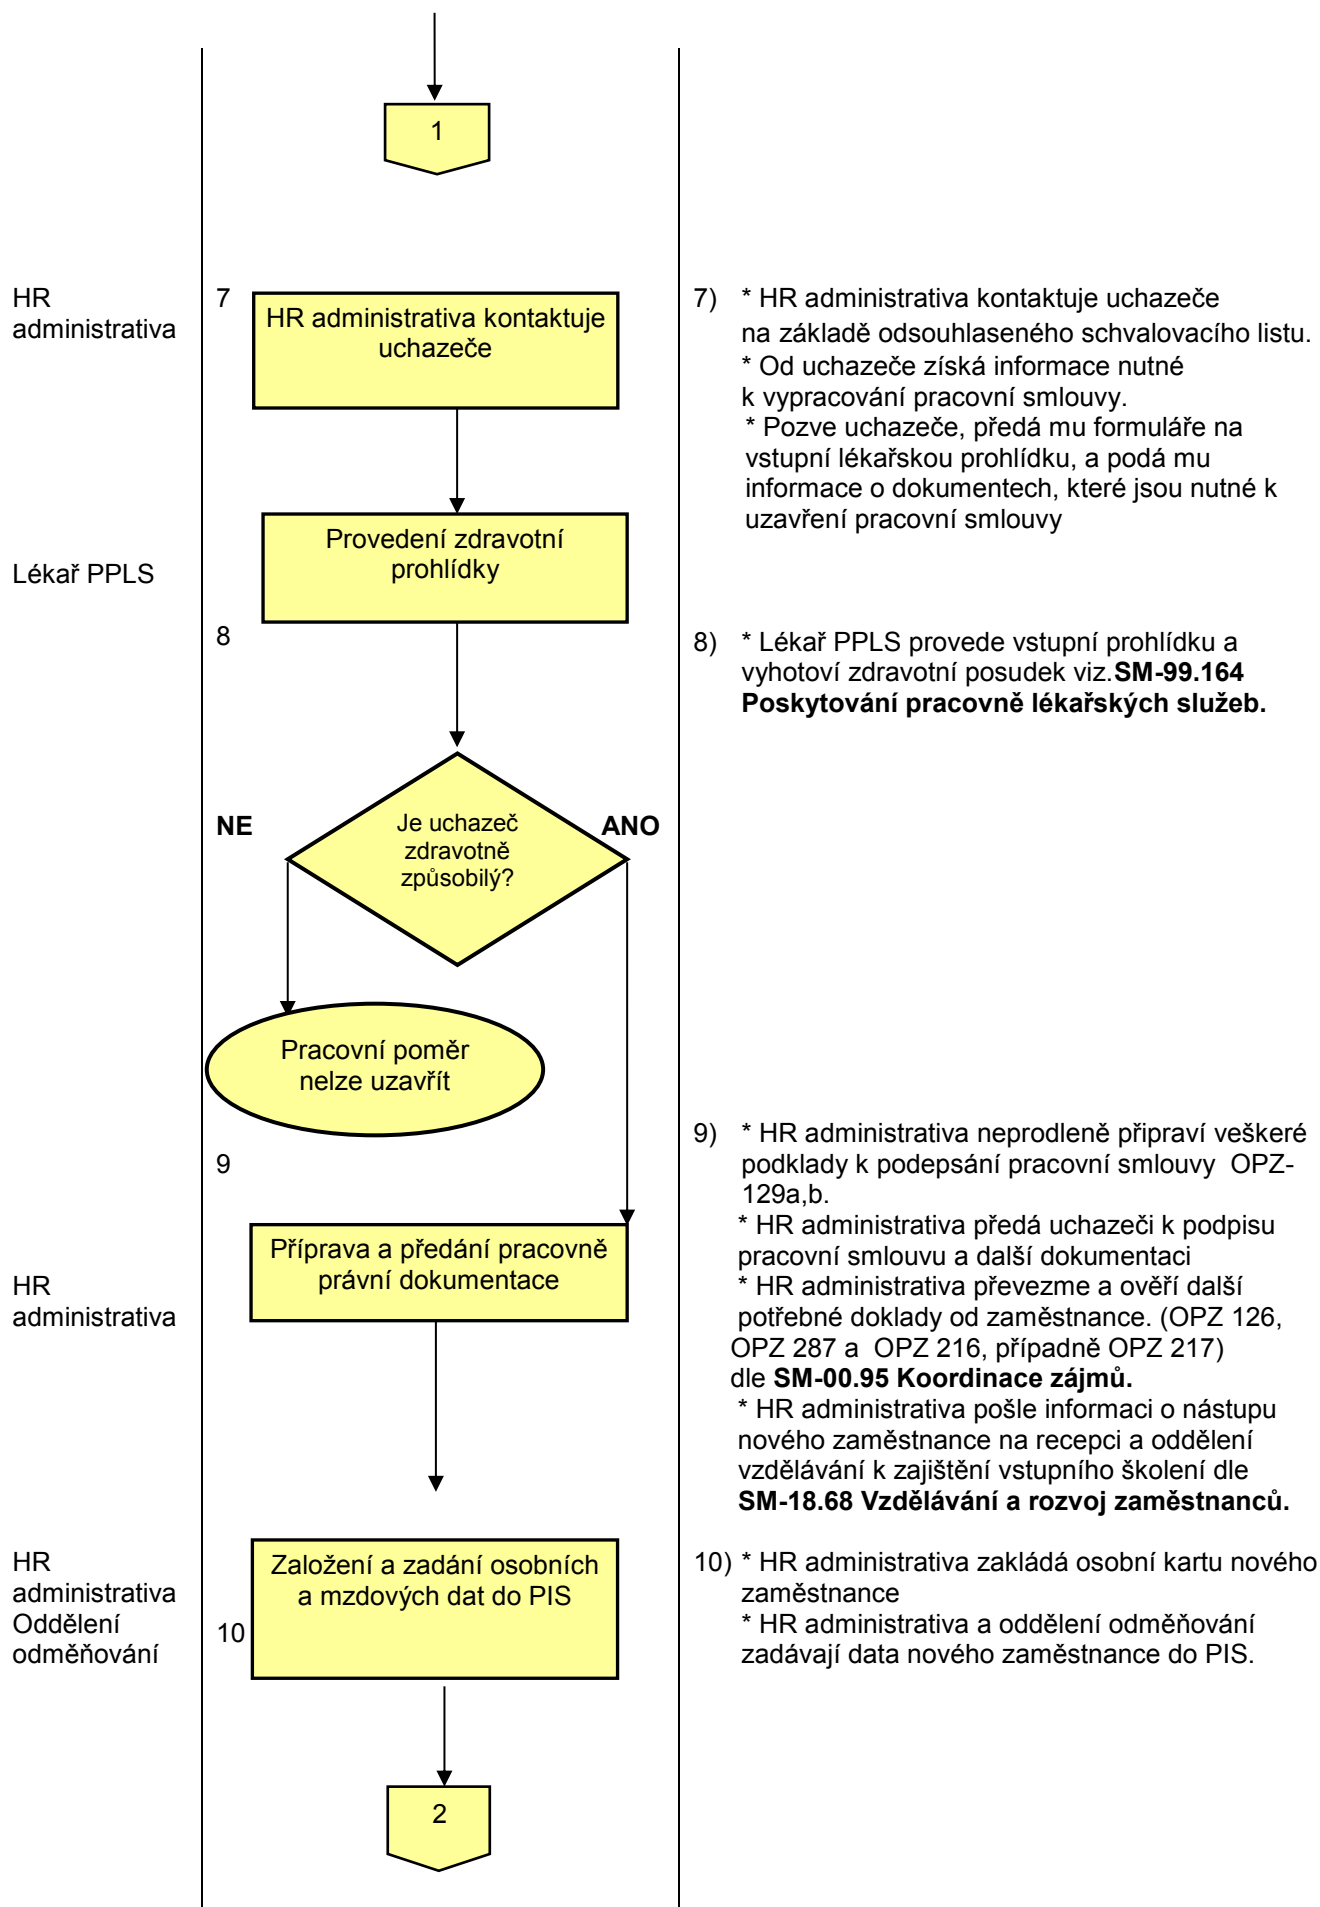 1
HR
administrativa
7
HR administrativa kontaktuje
uchazeče
7) * HR administrativa kontaktuje uchazeče
na základě odsouhlaseného schvalovacího listu.
* Od uchazeče získá informace nutné
k vypracování pracovní smlouvy.
* Pozve uchazeče, předá mu formuláře na
vstupní lékařskou prohlídku, a podá mu
informace o dokumentech, které jsou nutné k
uzavření pracovní smlouvy
Lékař PPLS
Provedení zdravotní
prohlídky
8
8) * Lékař PPLS provede vstupní prohlídku a
vyhotoví zdravotní posudek viz.SM-99.164
Poskytování pracovně lékařských služeb.
NE
Je uchazeč
zdravotně
způsobilý?
ANO
Pracovní poměr
nelze uzavřít
9
HR
administrativa
Příprava a předání pracovně
právní dokumentace
9) * HR administrativa neprodleně připraví veškeré
podklady k podepsání pracovní smlouvy OPZ-
129a,b.
* HR administrativa předá uchazeči k podpisu
pracovní smlouvu a další dokumentaci
* HR administrativa převezme a ověří další
potřebné doklady od zaměstnance. (OPZ 126,
OPZ 287 a OPZ 216, případně OPZ 217)
dle SM-00.95 Koordinace zájmů.
* HR administrativa pošle informaci o nástupu
nového zaměstnance na recepci a oddělení
vzdělávání k zajištění vstupního školení dle
SM-18.68 Vzdělávání a rozvoj zaměstnanců.
HR
administrativa
Oddělení
odměňování
10
Založení a zadání osobních
a mzdových dat do PIS
10) * HR administrativa zakládá osobní kartu nového
zaměstnance
* HR administrativa a oddělení odměňování
zadávají data nového zaměstnance do PIS.
2